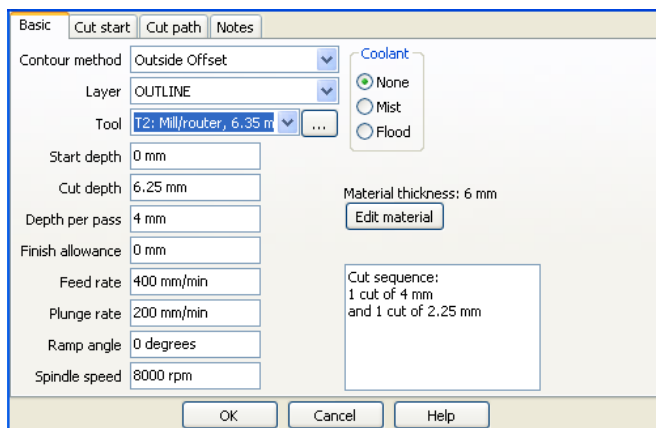 Basic Cut start Cut path Notes
Contour method Outside Offset
Coolant
Layer OUTLINE
None
Tool T2: Mill/router, 6.35 m ...
Mist
Flood
Start depth 0 mm
Cut depth 6.25 mm
Material thickness: 6 mm
Depth per pass 4 mm
Edit material
Finish allowance 0 mm
Feed rate 400 mm/min
Plunge rate 200 mm/min
Ramp angle 0 degrees
Spindle speed 8000 rpm
Cut sequence:
1 cut of 4 mm
and 1 cut of 2.25 mm
OK Cancel Help